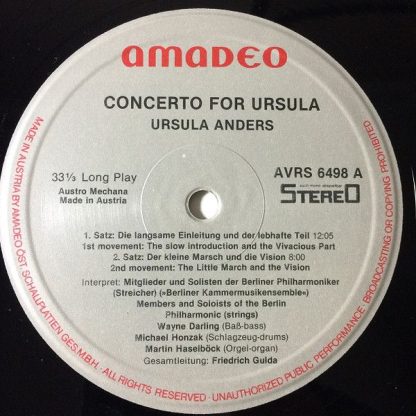 amadeo
CONCERTO FOR URSULA
URSULA ANDERS
33⅓ Long Play
Austro Mechana
Made in Austria
AVRS 6498 A
auch mono abspielbar
STEREO
1. Satz: Die langsame Einleitung und der lebhafte Teil 12:05
1st movement: The slow introduction and the Vivacious Part
2. Satz: Der kleine Marsch und die Vision 8:00
2nd movement: The Little March and the Vision
Interpret: Mitglieder und Solisten der Berliner Philharmoniker
(Streicher) (»Berliner Kammermusikensemble«)
Members and Soloists of the Berlin
Philharmonic (strings)
Wayne Darling (Baß-bass)
Michael Honzak (Schlagzeug-drums)
Martin Haselböck (Orgel-organ)
Gesamtleitung: Friedrich Gulda
MADE IN AUSTRIA BY AMADEO ÖST. SCHALLPLATTEN GES.M.B.H. · ALL RIGHTS RESERVED · UNAUTHORIZED PUBLIC PERFORMANCE, BROADCASTING OR COPYING PROHIBITED